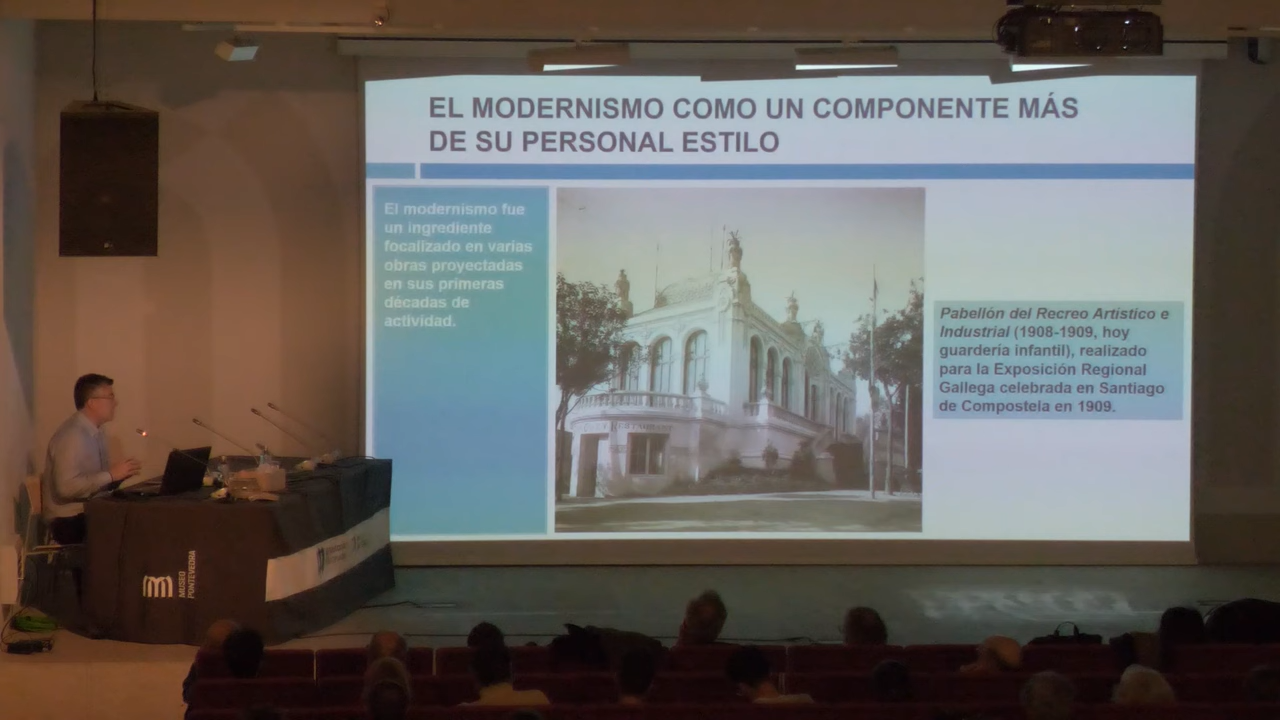 EL MODERNISMO COMO UN COMPONENTE MÁS
DE SU PERSONAL ESTILO
El modernismo fue
un ingrediente
focalizado en varias
obras proyectadas
en sus primeras
décadas de
actividad.
Pabellón del Recreo Artístico e
Industrial (1908-1909, hoy
guardería infantil), realizado
para la Exposición Regional
Gallega celebrada en Santiago
de Compostela en 1909.
MUSEO
PONTEVEDRA